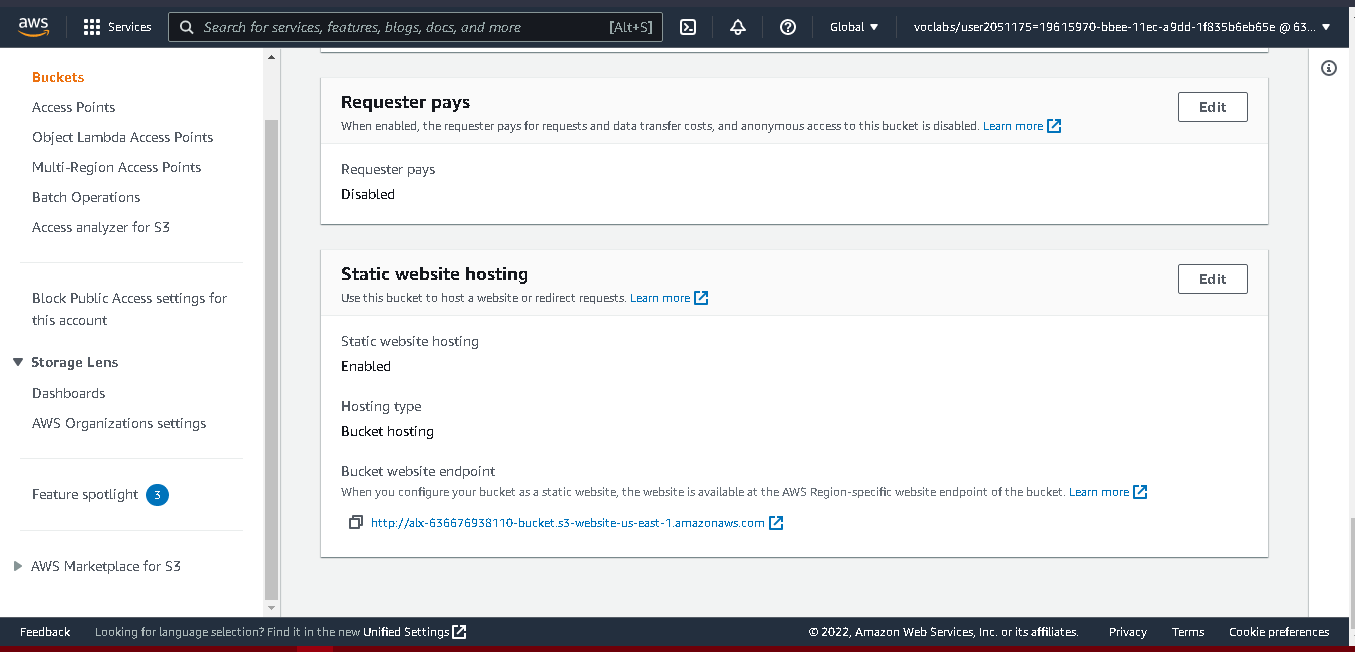 aws
Services
Search for services, features, blogs, docs, and more
[Alt+S]
Global
voclabs/user2051175=19615970-bbee-11ec-a9dd-1f835b6eb65e @ 63...
Buckets
Access Points
Object Lambda Access Points
Multi-Region Access Points
Batch Operations
Access analyzer for S3
Block Public Access settings for
this account
Storage Lens
Dashboards
AWS Organizations settings
Feature spotlight 3
AWS Marketplace for S3
Requester pays
Edit
When enabled, the requester pays for requests and data transfer costs, and anonymous access to this bucket is disabled. Learn more
Requester pays
Disabled
Static website hosting
Edit
Use this bucket to host a website or redirect requests. Learn more
Static website hosting
Enabled
Hosting type
Bucket hosting
Bucket website endpoint
When you configure your bucket as a static website, the website is available at the AWS Region-specific website endpoint of the bucket. Learn more
http://alx-636676938110-bucket.s3-website-us-east-1.amazonaws.com
Feedback
Looking for language selection? Find it in the new Unified Settings
© 2022, Amazon Web Services, Inc. or its affiliates.
Privacy
Terms
Cookie preferences